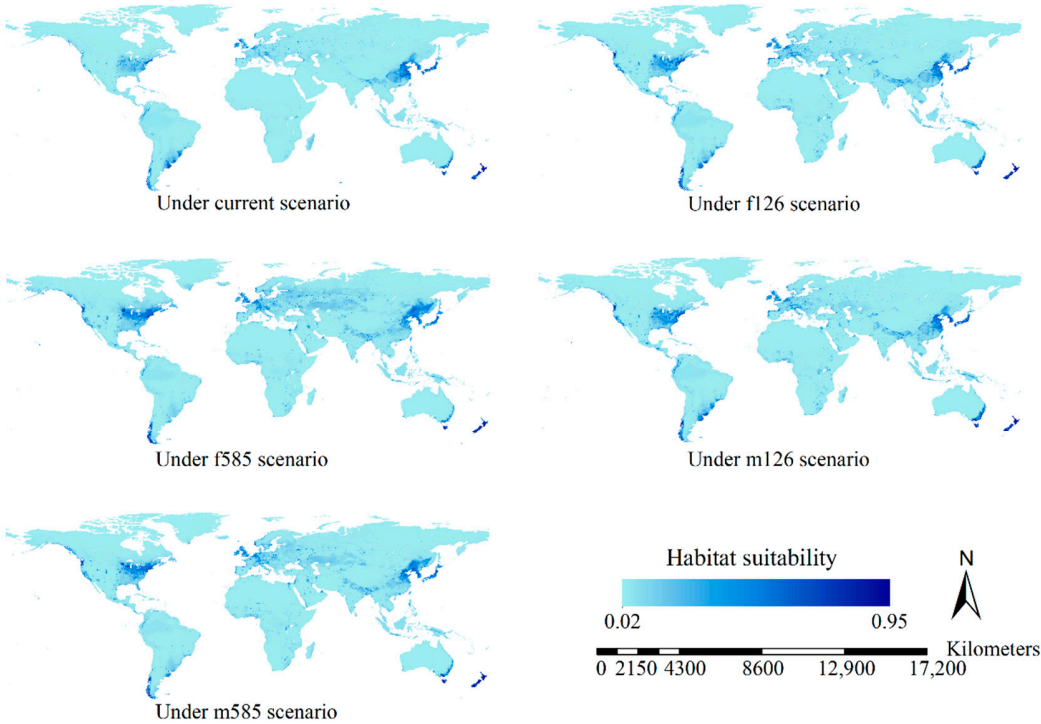 Under current scenario
Under f126 scenario
Under f585 scenario
Under m126 scenario
Under m585 scenario
Habitat suitability
0.02 0.95
N
Kilometers
0 2150 4300 8600 12,900 17,200